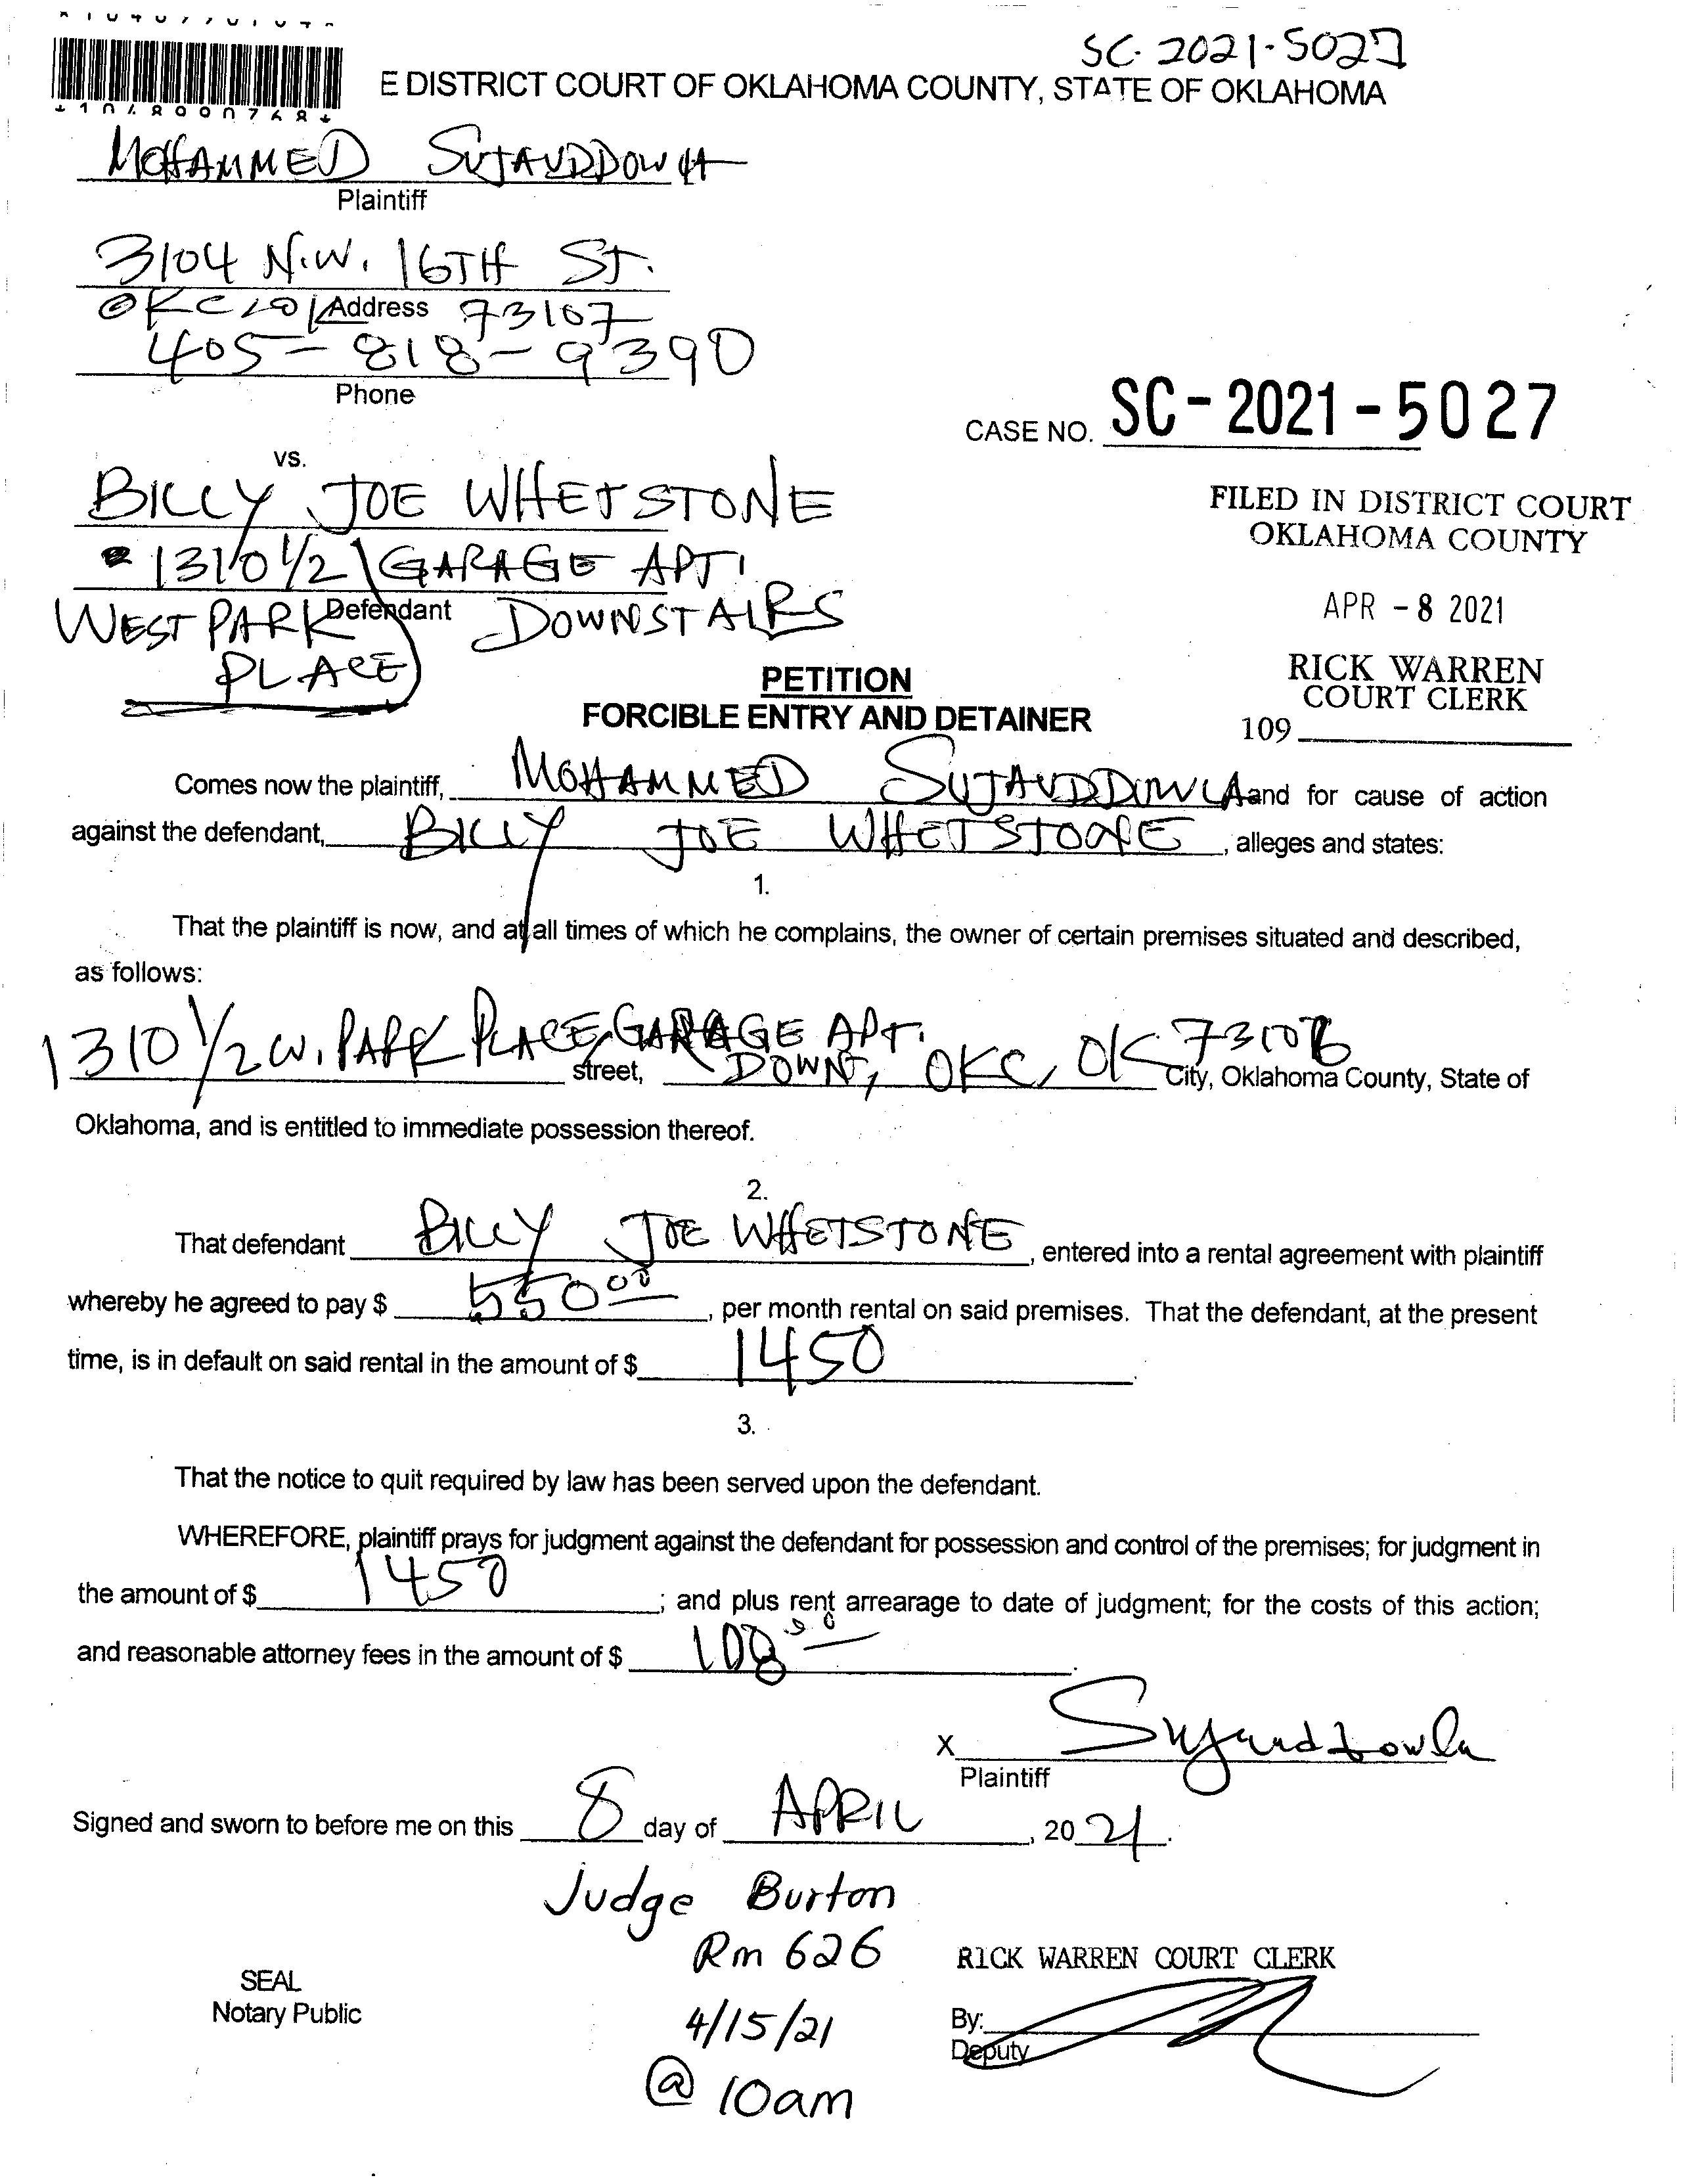 SC-2021-5027
E DISTRICT COURT OF OKLAHOMA COUNTY, STATE OF OKLAHOMA
MOHAMMED SUJAUDDOWLA
Plaintiff
3104 N.W. 16TH ST.
Address 73107
405-818-9390
Phone
CASE NO. SC-2021-5027
vs.
BILLY JOE WHETSTONE
1310 1/2 GARAGE APT.
Defendant
WEST PARK DOWNSTAIRS
PLACE
FILED IN DISTRICT COURT
OKLAHOMA COUNTY
APR -8 2021
RICK WARREN
COURT CLERK
109
PETITION
FORCIBLE ENTRY AND DETAINER
Comes now the plaintiff, MOHAMMED SUJAUDDOWLA and for cause of action
against the defendant, BILLY JOE WHETSTONE, alleges and states:
1.
That the plaintiff is now, and at all times of which he complains, the owner of certain premises situated and described,
as follows:
1310 1/2 W. PARK PLACE, GARAGE APT.
street, DOWN, OKC, OK 73106 City, Oklahoma County, State of
Oklahoma, and is entitled to immediate possession thereof.
2.
That defendant BILLY JOE WHETSTONE, entered into a rental agreement with plaintiff
whereby he agreed to pay $ 550 00, per month rental on said premises. That the defendant, at the present
time, is in default on said rental in the amount of $ 1450.
3.
That the notice to quit required by law has been served upon the defendant.
WHEREFORE, plaintiff prays for judgment against the defendant for possession and control of the premises; for judgment in
the amount of $ 1450; and plus rent arrearage to date of judgment; for the costs of this action;
and reasonable attorney fees in the amount of $ 108 00.
X Sujauddowla
Plaintiff
Signed and sworn to before me on this 8 day of APRIL, 2021.
Judge Burton
Rm 626
4/15/21
@ 10am
SEAL
Notary Public
RICK WARREN COURT CLERK
By:
Deputy